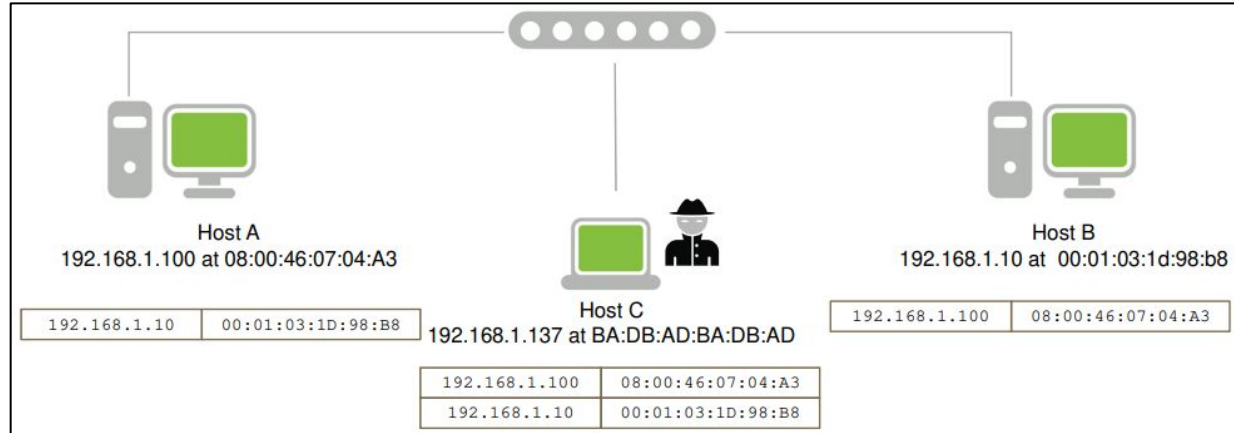 Host A
192.168.1.100 at 08:00:46:07:04:A3
192.168.1.10 00:01:03:1D:98:B8
Host C
192.168.1.137 at BA:DB:AD:BA:DB:AD
192.168.1.100 08:00:46:07:04:A3
192.168.1.10 00:01:03:1D:98:B8
Host B
192.168.1.10 at 00:01:03:1d:98:b8
192.168.1.100 08:00:46:07:04:A3